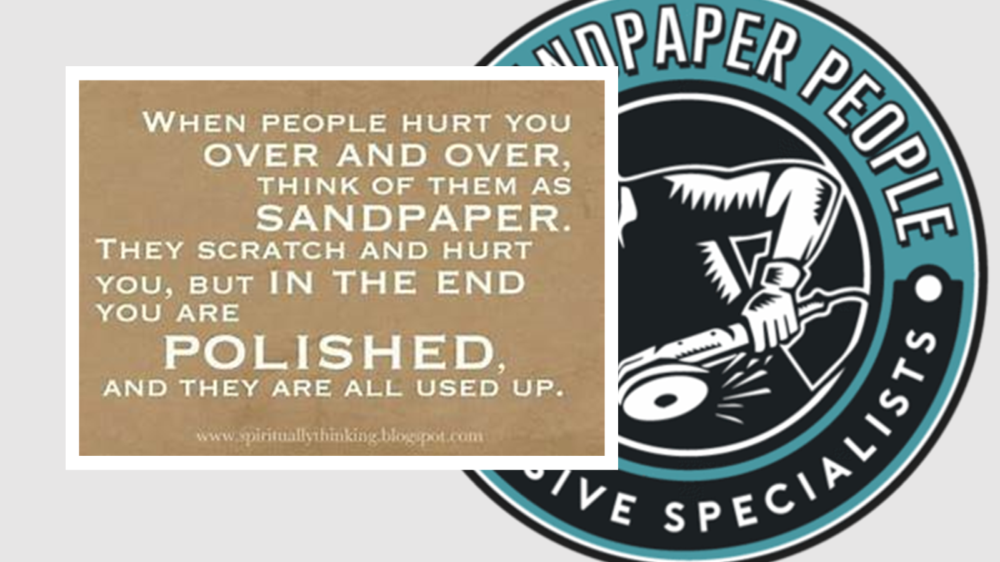 WHEN PEOPLE HURT YOU
OVER AND OVER,
THINK OF THEM AS
SANDPAPER.
THEY SCRATCH AND HURT
YOU, BUT IN THE END
YOU ARE
POLISHED,
AND THEY ARE ALL USED UP.
www.spirituallythinking.blogspot.com
NDPAPER PEOPLE
SIVE SPECIALISTS